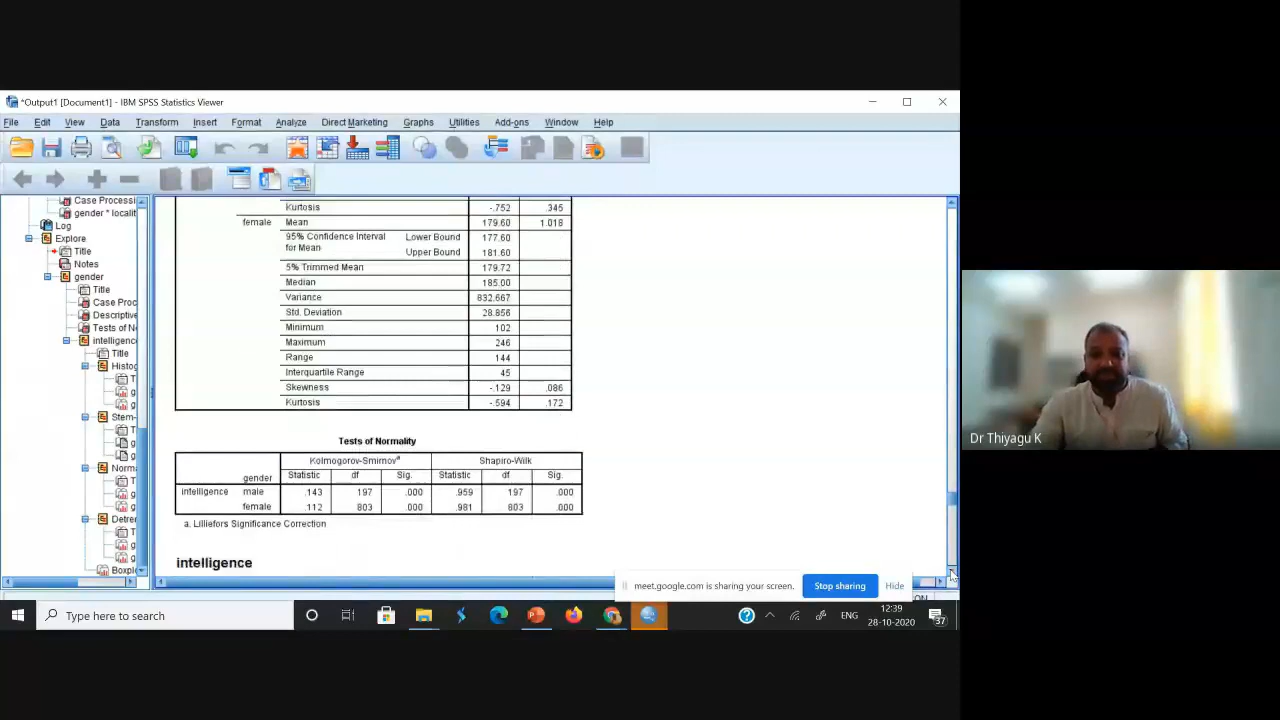 *Output1 [Document1] - IBM SPSS Statistics Viewer
File Edit View Data Transform Insert Format Analyze Direct Marketing Graphs Utilities Add-ons Window Help
Case Processi
gender * localit
Log
Explore
Title
Notes
gender
Title
Case Proc
Descriptive
Tests of N
intelligence
Title
Histog
T
g
g
Stem-
T
g
g
Norma
T
g
g
Detre
T
g
g
Boxplo
Kurtosis -.752 .345
female Mean 179.60 1.018
95% Confidence Interval for Mean Lower Bound 177.60
Upper Bound 181.60
5% Trimmed Mean 179.72
Median 185.00
Variance 832.667
Std. Deviation 28.856
Minimum 102
Maximum 246
Range 144
Interquartile Range 45
Skewness -.129 .086
Kurtosis -.594 .172
Tests of Normality
Kolmogorov-Smirnov^a Shapiro-Wilk
gender Statistic df Sig. Statistic df Sig.
intelligence male .143 197 .000 .959 197 .000
female .112 803 .000 .981 803 .000
a. Lilliefors Significance Correction
intelligence
meet.google.com is sharing your screen. Stop sharing Hide
Type here to search
ENG
12:39
28-10-2020
37
Dr Thiyagu K